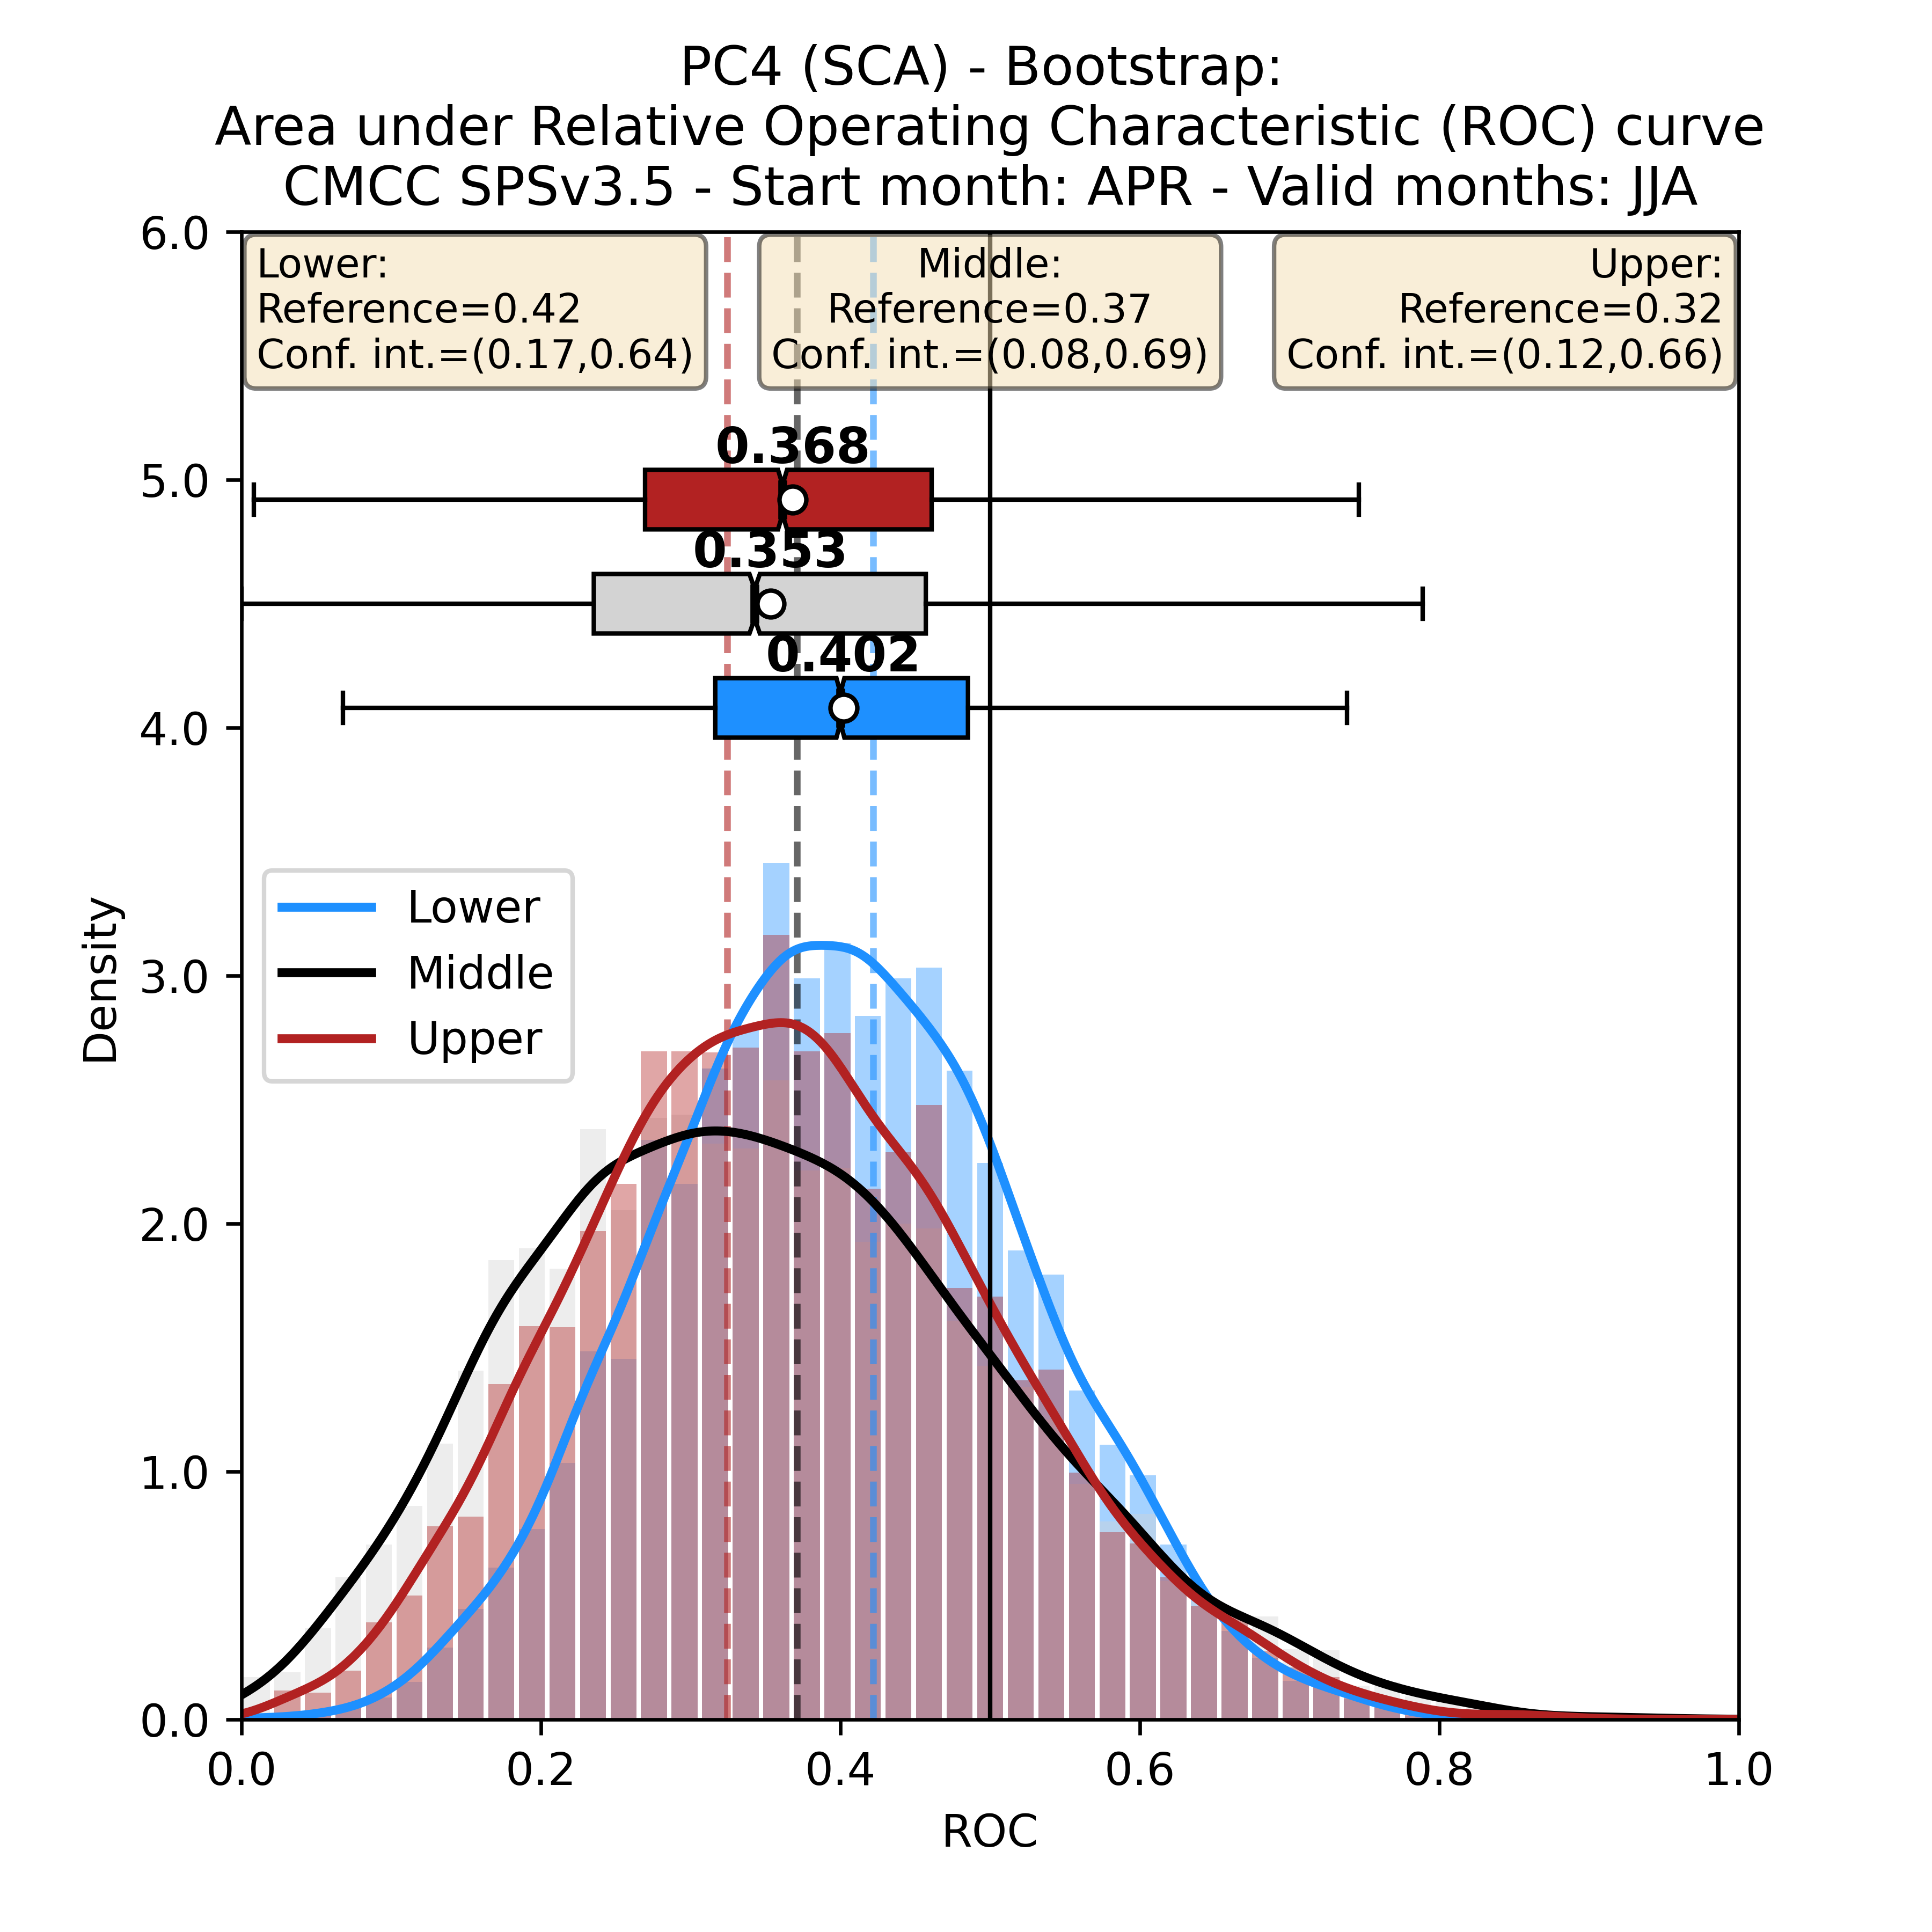 PC4 (SCA) - Bootstrap:
Area under Relative Operating Characteristic (ROC) curve
CMCC SPSv3.5 - Start month: APR - Valid months: JJA
Lower:
Reference=0.42
Conf. int.=(0.17,0.64)
Middle:
Reference=0.37
Conf. int.=(0.08,0.69)
Upper:
Reference=0.32
Conf. int.=(0.12,0.66)
0.368
0.353
0.402
Lower
Middle
Upper
Density
6.0
5.0
4.0
3.0
2.0
1.0
0.0
0.0 0.2 0.4 0.6 0.8 1.0
ROC